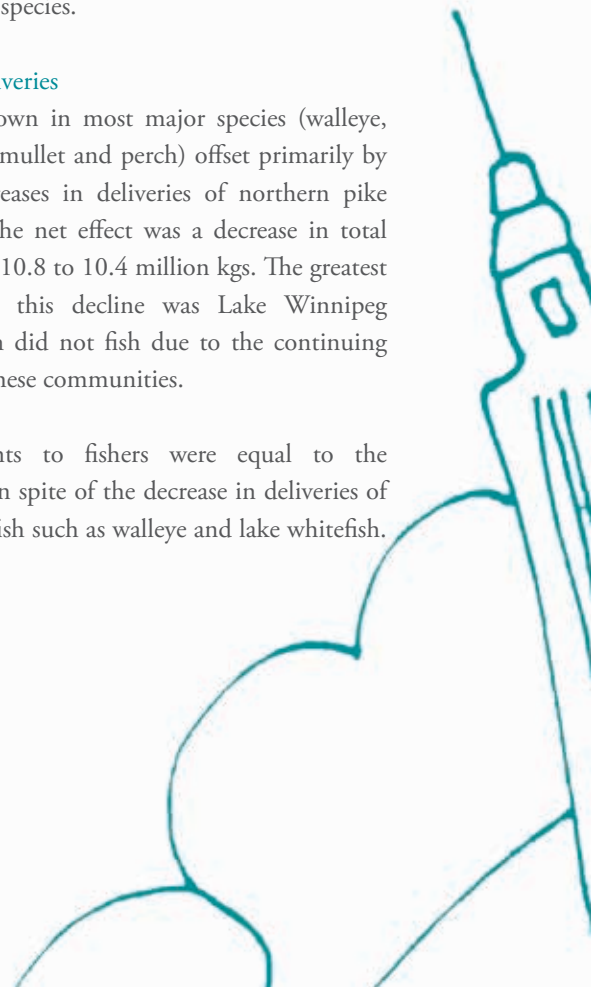 species.
veries
own in most major species (walleye,
mullet and perch) offset primarily by
eases in deliveries of northern pike
he net effect was a decrease in total
10.8 to 10.4 million kgs. The greatest
this decline was Lake Winnipeg
did not fish due to the continuing
hese communities.
nts to fishers were equal to the
n spite of the decrease in deliveries of
ish such as walleye and lake whitefish.